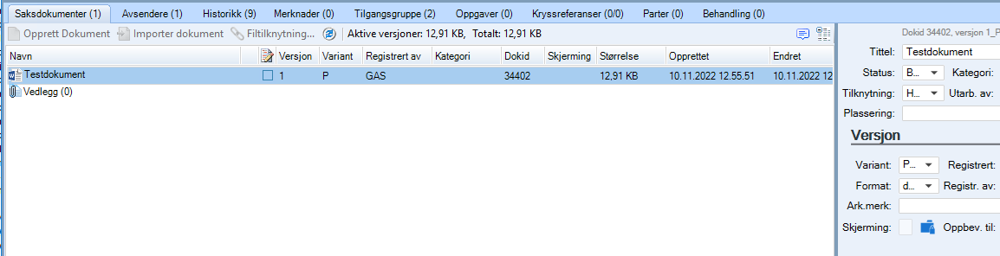 Saksdokumenter (1) Avsendere (1) Historikk (9) Merknader (0) Tilgangsgruppe (2) Oppgaver (0) Kryssreferanser (0/0) Parter (0) Behandling (0)
Opprett Dokument Importer dokument Filtilknytning... Aktive versjoner: 12,91 KB, Totalt: 12,91 KB
Navn Versjon Variant Registrert av Kategori Dokid Skjerming Størrelse Opprettet Endret
Testdokument 1 P GAS 34402 12,91 KB 10.11.2022 12.55.51 10.11.2022 12
Vedlegg (0)
Dokid 34402, versjon 1_P
Tittel: Testdokument
Status: B... Kategori:
Tilknytning: H... Utarb. av:
Plassering:
Versjon
Variant: P... Registrert:
Format: d... Registr. av:
Ark.merk:
Skjerming: Oppbev. til: